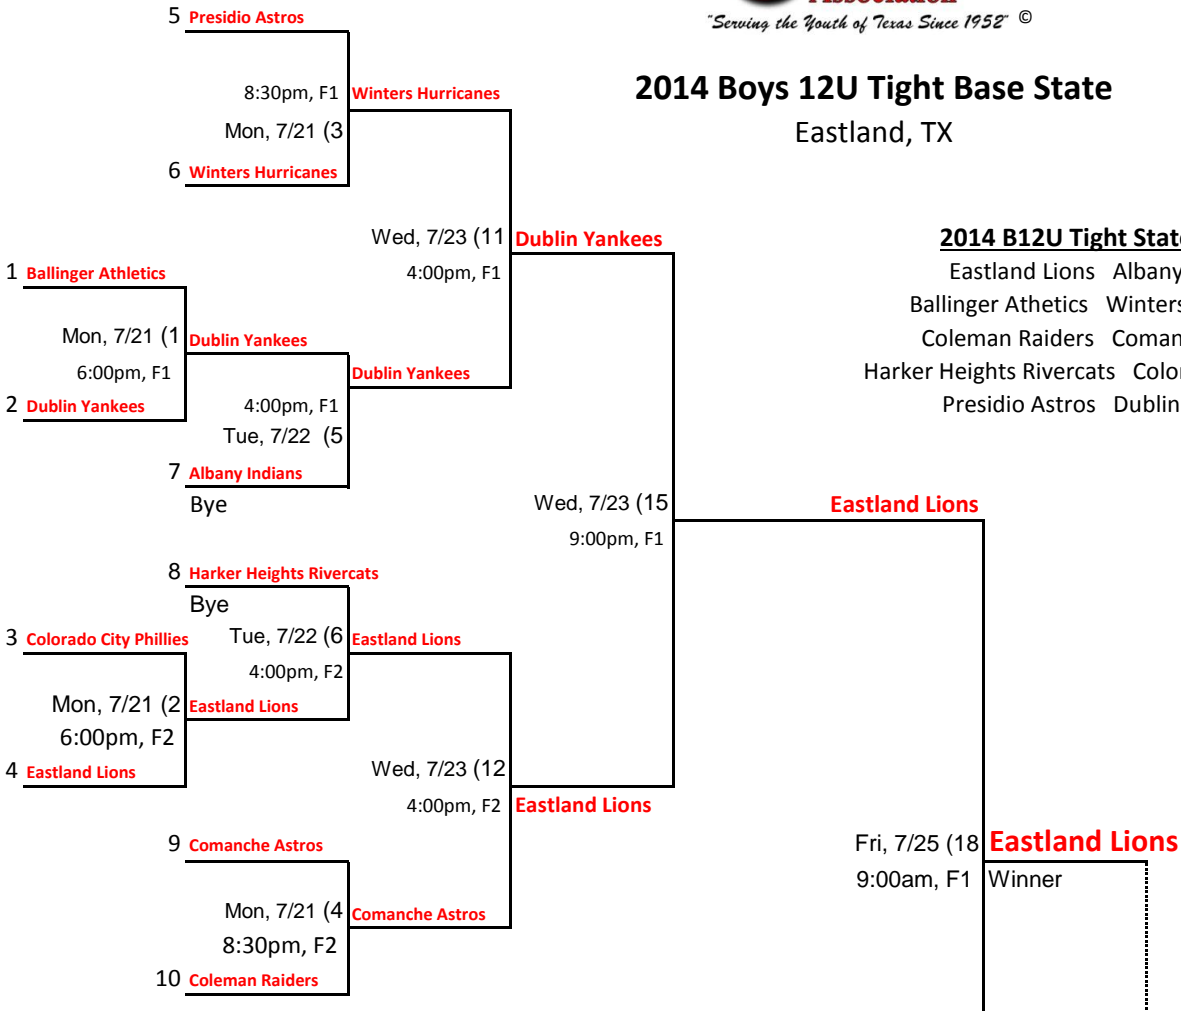 5 Presidio Astros
"Serving the Youth of Texas Since 1952" ©
2014 Boys 12U Tight Base State
Eastland, TX
8:30pm, F1 Winters Hurricanes
Mon, 7/21 (3
6 Winters Hurricanes
Wed, 7/23 (11 Dublin Yankees
4:00pm, F1
2014 B12U Tight State
Eastland Lions Albany
Ballinger Athetics Winters
Coleman Raiders Coman
Harker Heights Rivercats Color
Presidio Astros Dublin
1 Ballinger Athletics
Mon, 7/21 (1 Dublin Yankees
6:00pm, F1
Dublin Yankees
2 Dublin Yankees
4:00pm, F1
Tue, 7/22 (5
7 Albany Indians
Bye
Wed, 7/23 (15 Eastland Lions
9:00pm, F1
8 Harker Heights Rivercats
Bye
3 Colorado City Phillies
Tue, 7/22 (6 Eastland Lions
4:00pm, F2
Mon, 7/21 (2 Eastland Lions
6:00pm, F2
4 Eastland Lions
Wed, 7/23 (12
4:00pm, F2 Eastland Lions
9 Comanche Astros
Fri, 7/25 (18 Eastland Lions
9:00am, F1 Winner
Mon, 7/21 (4 Comanche Astros
8:30pm, F2
10 Coleman Raiders